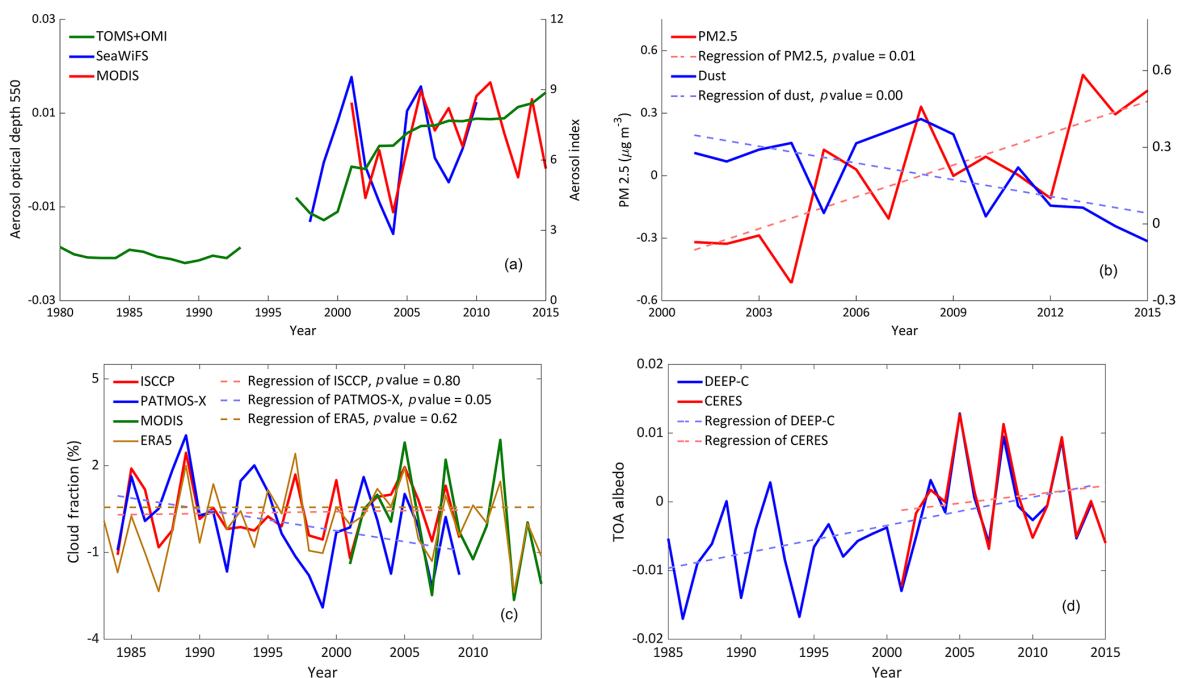 0.03
0.01
-0.01
-0.03
Aerosol optical depth 550
TOMS+OMI
SeaWiFS
MODIS
12
9
6
3
0
Aerosol index
(a)
1980 1985 1990 1995 2000 2005 2010 2015
Year
0.6
0.3
0
-0.3
-0.6
PM 2.5 (µg m⁻³)
PM2.5
Regression of PM2.5, p value = 0.01
Dust
Regression of dust, p value = 0.00
0.6
0.3
0
-0.3
(b)
2000 2003 2006 2009 2012 2015
Year
5
2
-1
-4
Cloud fraction (%)
ISCCP
PATMOS-X
MODIS
ERA5
Regression of ISCCP, p value = 0.80
Regression of PATMOS-X, p value = 0.05
Regression of ERA5, p value = 0.62
(c)
1985 1990 1995 2000 2005 2010
Year
0.02
0.01
0
-0.01
-0.02
TOA albedo
DEEP-C
CERES
Regression of DEEP-C
Regression of CERES
(d)
1985 1990 1995 2000 2005 2010 2015
Year